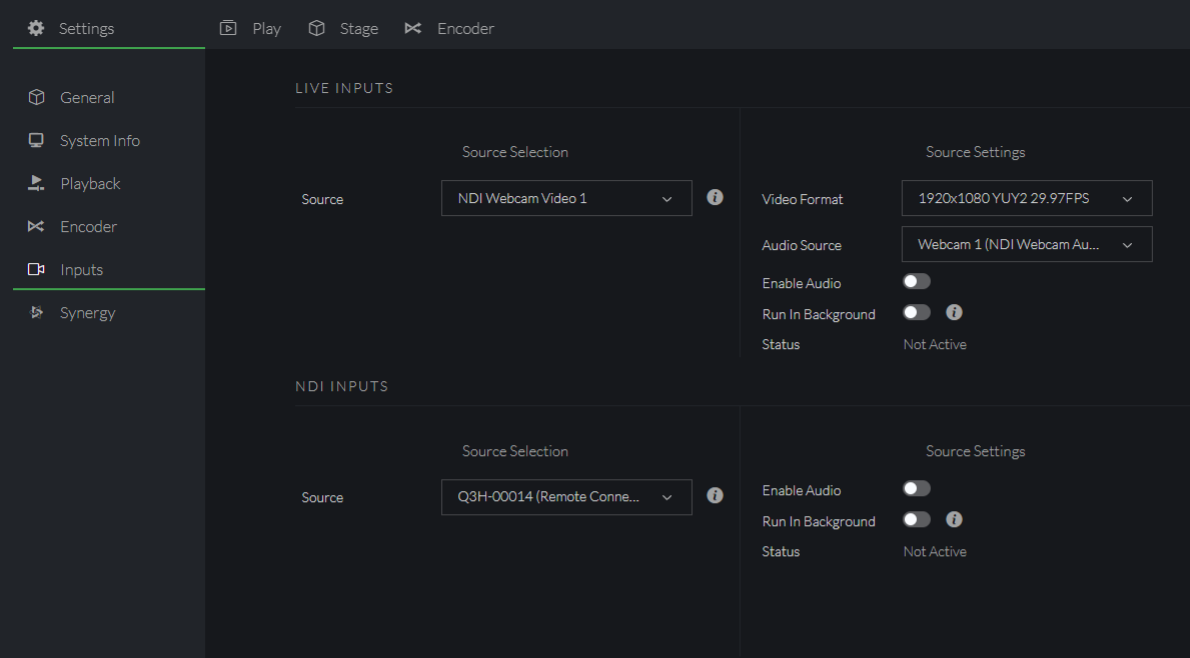 Settings Play Stage Encoder
General
System Info
Playback
Encoder
Inputs
Synergy
LIVE INPUTS
Source Selection
Source NDI Webcam Video 1
Source Settings
Video Format 1920x1080 YUY2 29.97FPS
Audio Source Webcam 1 (NDI Webcam Au...
Enable Audio
Run In Background
Status Not Active
NDI INPUTS
Source Selection
Source Q3H-00014 (Remote Conne...
Source Settings
Enable Audio
Run In Background
Status Not Active